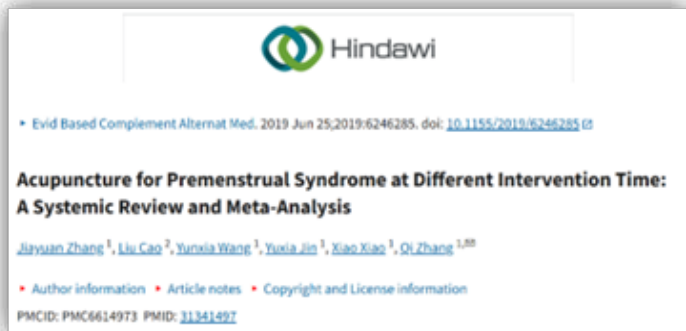 Hindawi
‣ Evid Based Complement Alternat Med. 2019 Jun 25;2019:6246285. doi: 10.1155/2019/6246285
Acupuncture for Premenstrual Syndrome at Different Intervention Time:
A Systemic Review and Meta-Analysis
Jiayuan Zhang 1, Liu Cao 2, Yunxia Wang 1, Yuxia Jin 1, Xiao Xiao 1, Qi Zhang 1,✉
‣ Author information ‣ Article notes ‣ Copyright and License information
PMCID: PMC6614973 PMID: 31341497